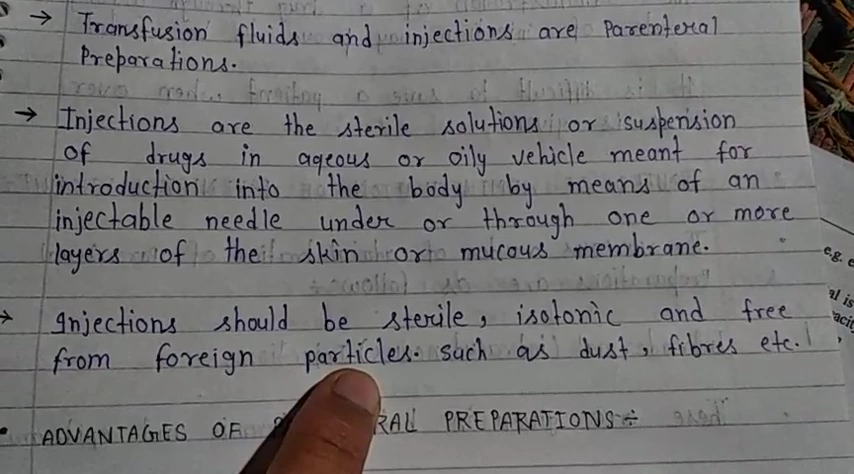 → Transfusion fluids and injections are Parenteral
Preparations.
→ Injections are the sterile solutions or suspension
of drugs in aqeous or oily vehicle meant for
introduction into the body by means of an
injectable needle under or through one or more
layers of the skin or mucous membrane.
→ Injections should be sterile, isotonic and free
from foreign particles. such as dust, fibres etc.
• ADVANTAGES OF RAL PREPARATIONS÷
eg.
al is